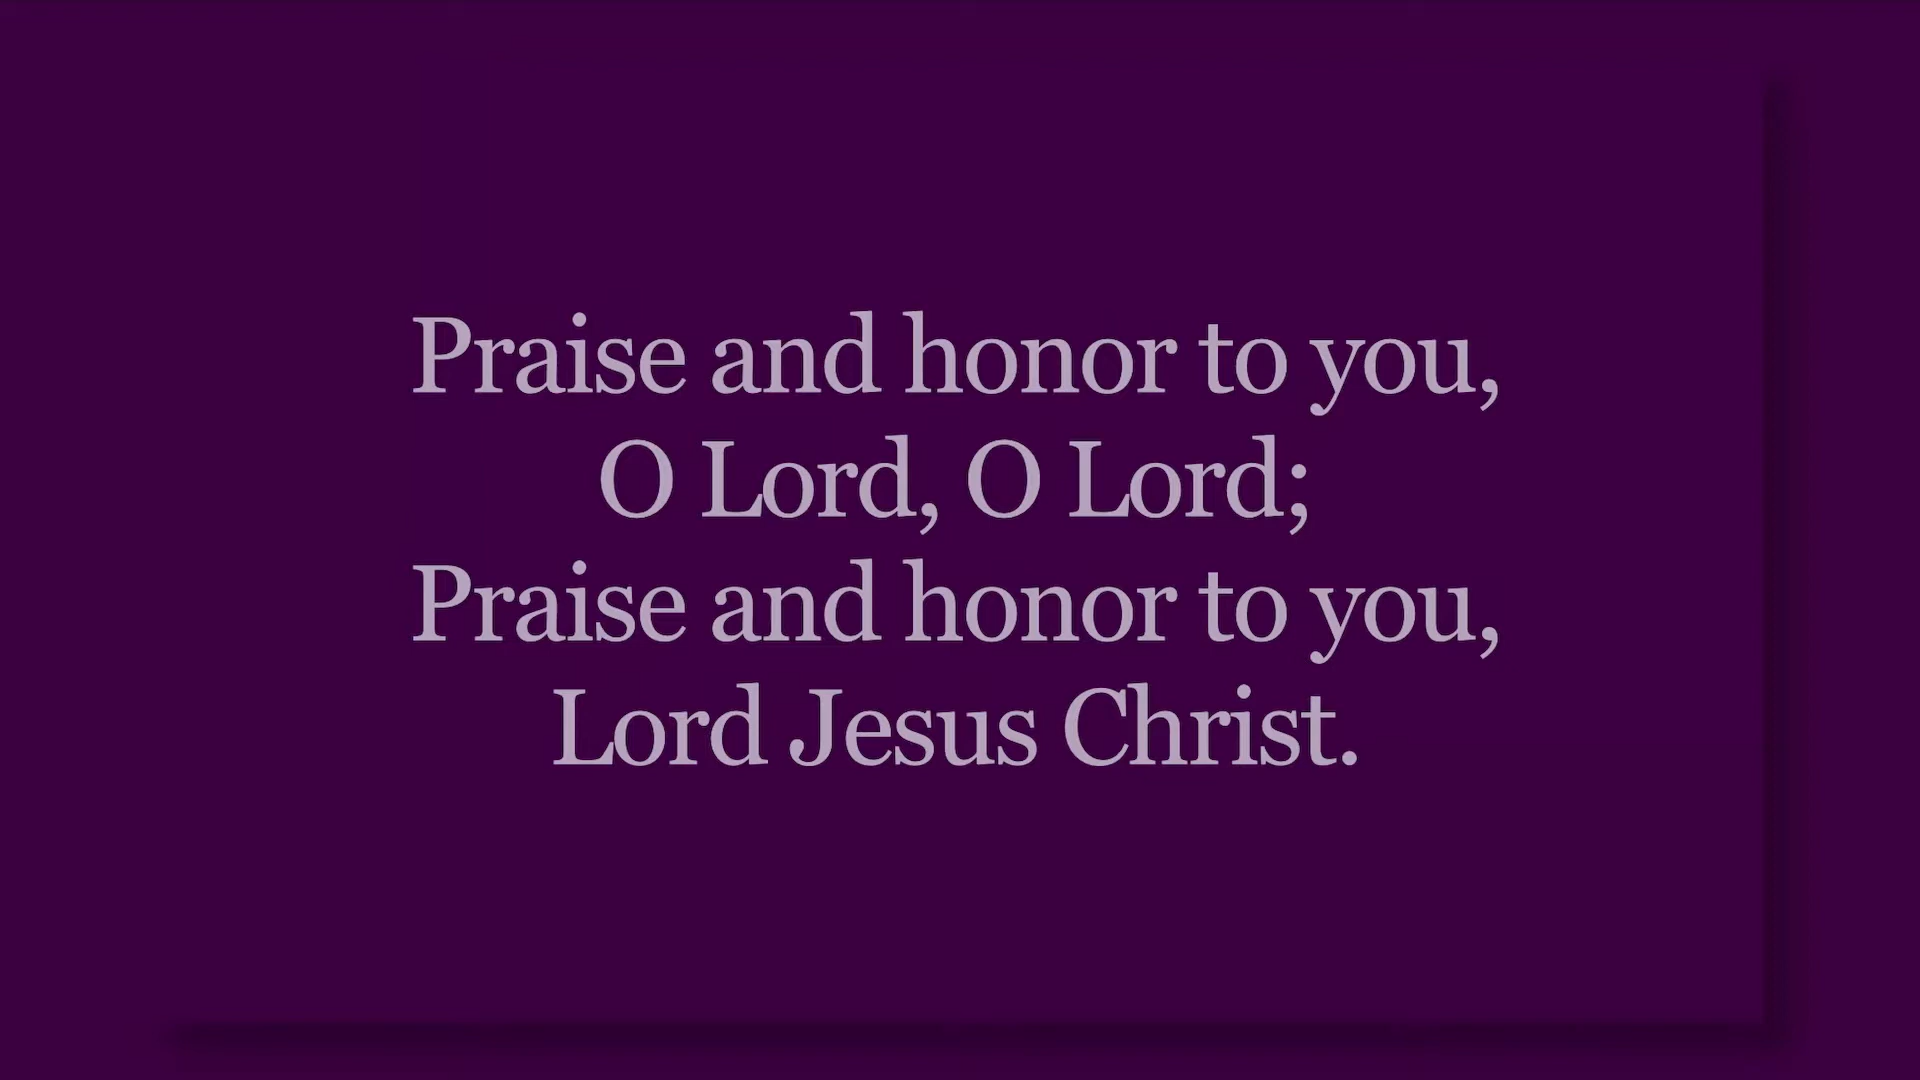 Praise and honor to you,
O Lord, O Lord;
Praise and honor to you,
Lord Jesus Christ.